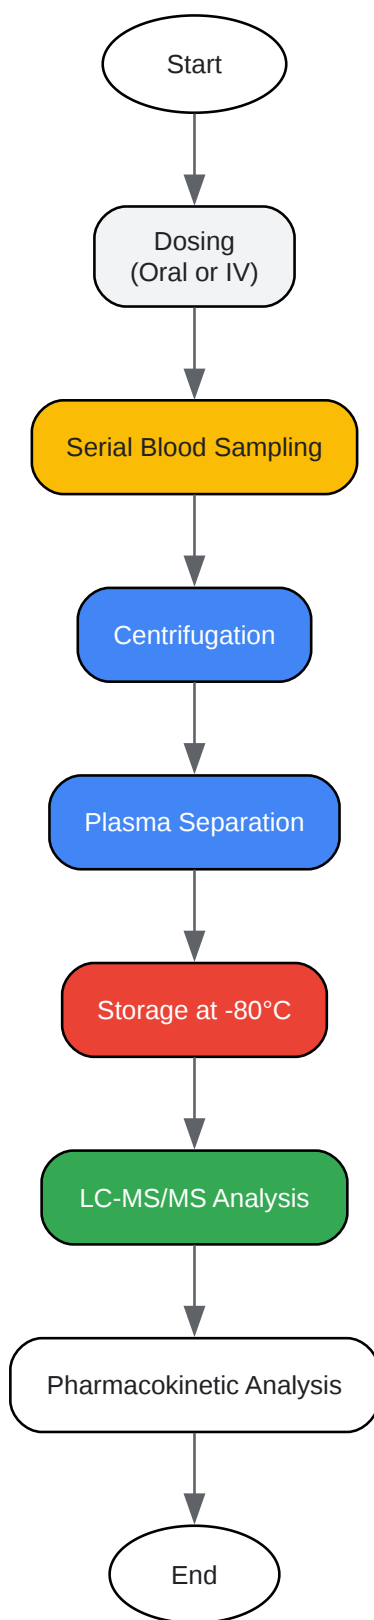 Start
Dosing
(Oral or IV)
Serial Blood Sampling
Centrifugation
Plasma Separation
Storage at -80°C
LC-MS/MS Analysis
Pharmacokinetic Analysis
End